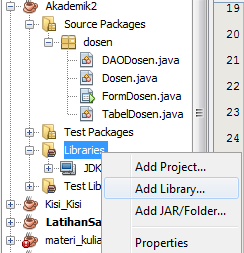 Akademik2
Source Packages
dosen
DAODosen.java
Dosen.java
FormDosen.java
TabelDosen.java
Test Packages
Libraries
JDK
Test Lib
Kisi_Kisi
LatihanSa
materi_kulia
Add Project...
Add Library...
Add JAR/Folder...
Properties
19
20
21
22
23
24